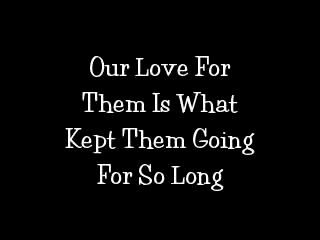 Our Love For
Them Is What
Kept Them Going
For So Long